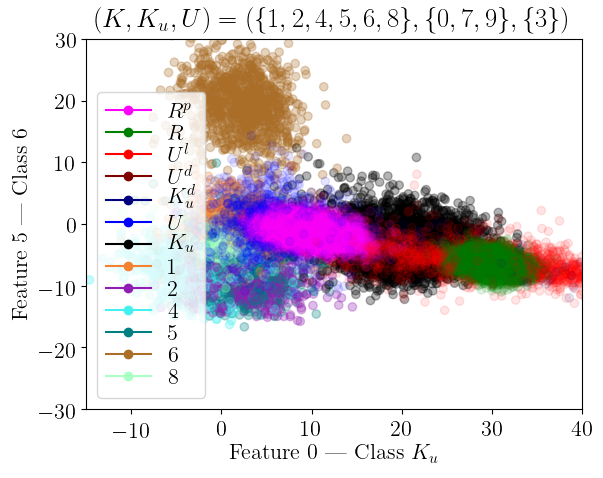 (K, K_u, U) = ({1, 2, 4, 5, 6, 8}, {0, 7, 9}, {3})
Feature 5 — Class 6
30
20
10
0
−10
−20
−30
R^p
R
U^l
U^d
K_u^d
U
K_u
1
2
4
5
6
8
−10 0 10 20 30 40
Feature 0 — Class K_u